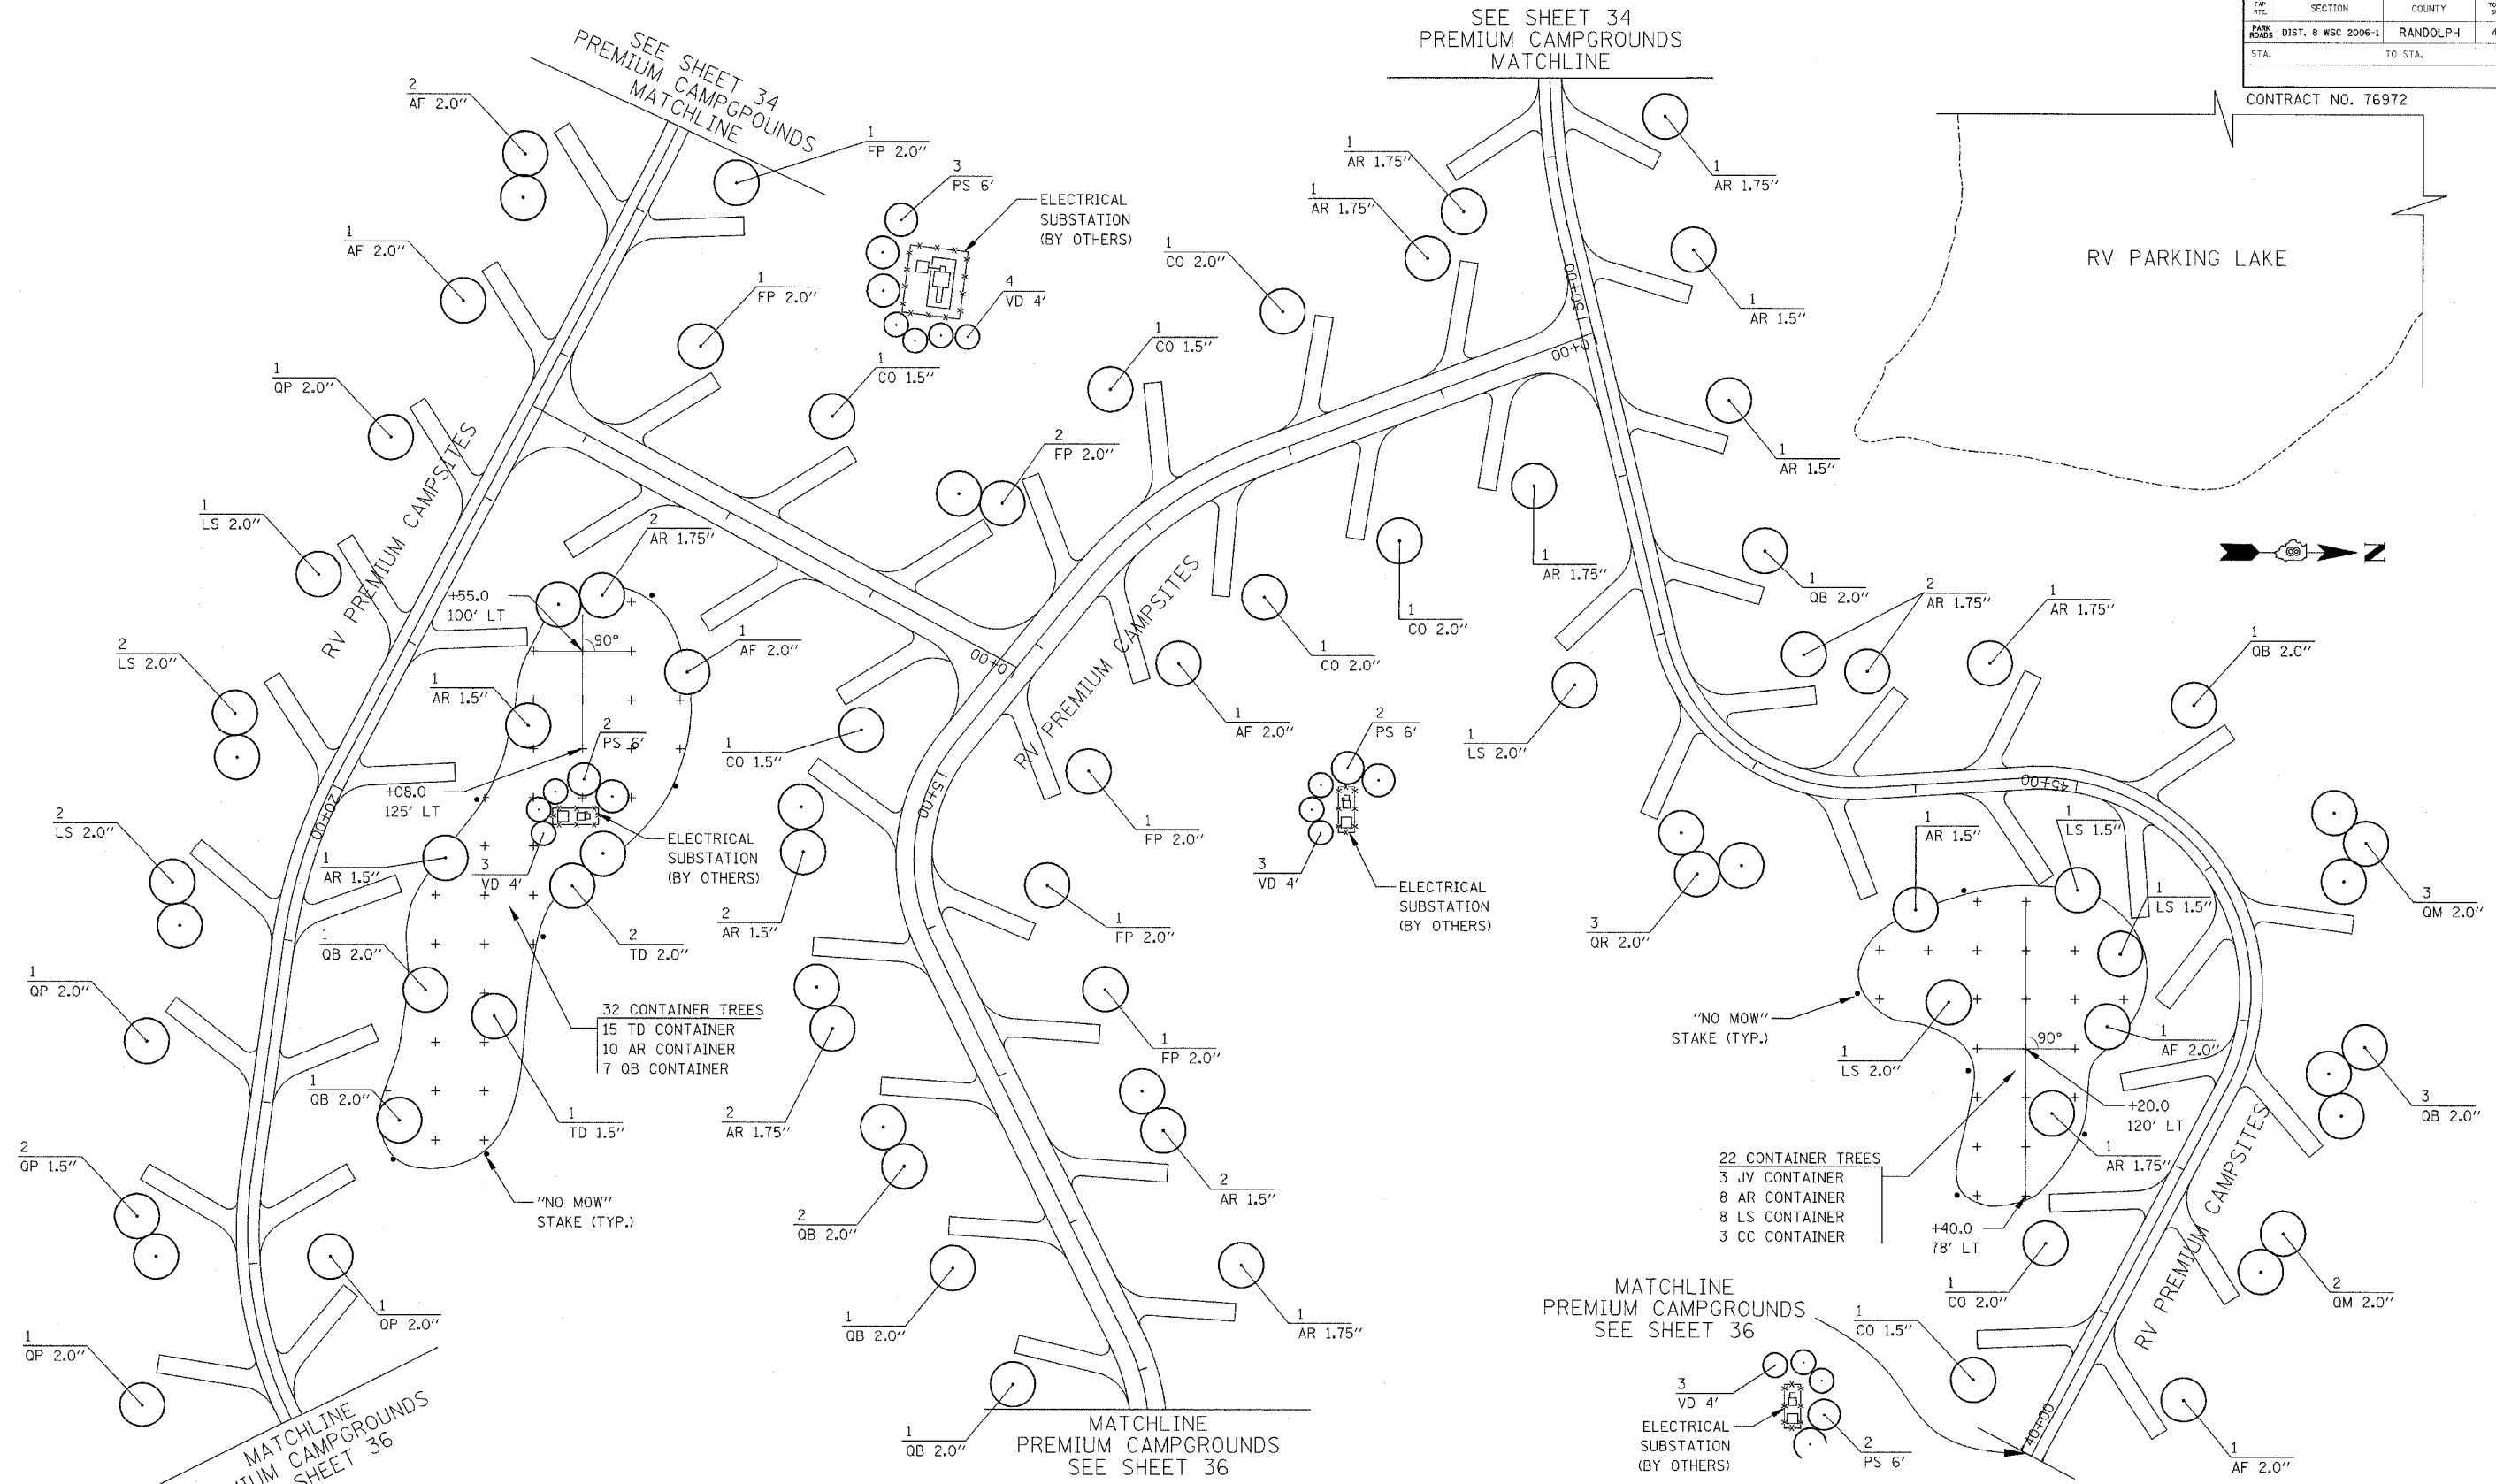 SEE SHEET 34
PREMIUM CAMPGROUNDS
MATCHLINE
SEE SHEET 34
PREMIUM CAMPGROUNDS
MATCHLINE
SECTION
COUNTY
PARK ROADS
DIST. 8 WSC 2006-1
RANDOLPH
STA.
TO STA.
CONTRACT NO. 76972
RV PARKING LAKE
N
2
AF 2.0"
1
FP 2.0"
3
PS 6'
ELECTRICAL
SUBSTATION
(BY OTHERS)
1
AR 1.75"
1
AR 1.75"
1
AR 1.75"
1
AF 2.0"
1
CO 2.0"
1
FP 2.0"
4
VD 4'
1
AR 1.5"
150+00
1
QP 2.0"
1
CO 1.5"
1
CO 1.5"
0+00
2
FP 2.0"
1
AR 1.5"
RV PREMIUM CAMPSITES
1
LS 2.0"
2
AR 1.75"
1
AR 1.75"
1
QB 2.0"
2
AR 1.75"
1
AR 1.75"
+55.0
100' LT
90°
1
AF 2.0"
0+00
RV PREMIUM CAMPSITES
1
CO 2.0"
1
CO 2.0"
1
QB 2.0"
2
LS 2.0"
1
AR 1.5"
2
PS 6'
1
CO 1.5"
1
AF 2.0"
2
PS 6'
1
LS 2.0"
+08.0
125' LT
20+00
15+00
145+00
2
LS 2.0"
1
AR 1.5"
3
VD 4'
ELECTRICAL
SUBSTATION
(BY OTHERS)
1
FP 2.0"
3
VD 4'
ELECTRICAL
SUBSTATION
(BY OTHERS)
1
AR 1.5"
1
LS 1.5"
1
LS 1.5"
3
QM 2.0"
2
AR 1.5"
1
FP 2.0"
3
QR 2.0"
1
QB 2.0"
2
TD 2.0"
1
QP 2.0"
32 CONTAINER TREES
15 TD CONTAINER
10 AR CONTAINER
7 QB CONTAINER
1
FP 2.0"
"NO MOW"
STAKE (TYP.)
1
LS 2.0"
90°
1
AF 2.0"
1
QB 2.0"
1
TD 1.5"
2
AR 1.75"
+20.0
120' LT
3
QB 2.0"
2
QP 1.5"
"NO MOW"
STAKE (TYP.)
2
QB 2.0"
2
AR 1.5"
22 CONTAINER TREES
3 JV CONTAINER
8 AR CONTAINER
8 LS CONTAINER
3 CC CONTAINER
1
AR 1.75"
+40.0
78' LT
RV PREMIUM CAMPSITES
1
QP 2.0"
1
QP 2.0"
1
QB 2.0"
1
AR 1.75"
MATCHLINE
PREMIUM CAMPGROUNDS
SEE SHEET 36
1
CO 2.0"
1
CO 1.5"
2
QM 2.0"
MATCHLINE
CAMPGROUNDS
SHEET 36
1
QB 2.0"
MATCHLINE
PREMIUM CAMPGROUNDS
SEE SHEET 36
3
VD 4'
ELECTRICAL
SUBSTATION
(BY OTHERS)
2
PS 6'
1
AF 2.0"